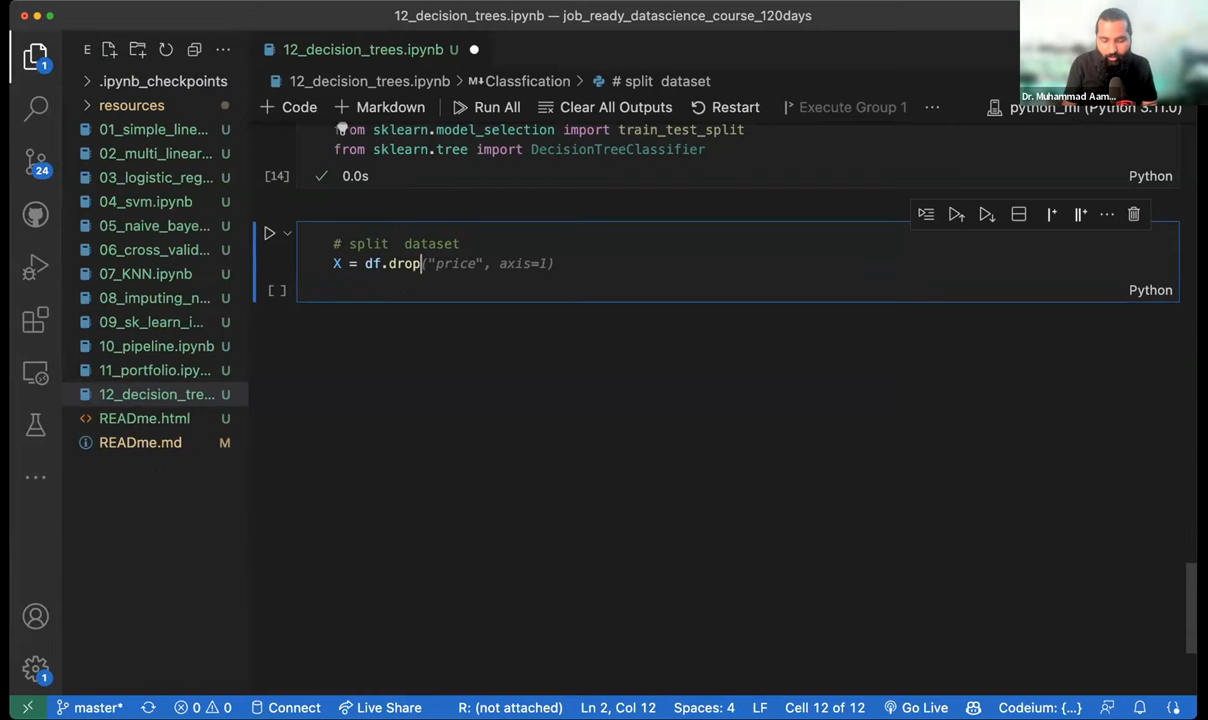 12_decision_trees.ipynb — job_ready_datascience_course_120days
E
12_decision_trees.ipynb U
Dr. Muhammad Aam...
.ipynb_checkpoints
12_decision_trees.ipynb > M↓Classfication > # split dataset
resources
Code
Markdown
Run All
Clear All Outputs
Restart
Execute Group 1
python_ml (Python 3.11.0)
01_simple_line... U
from sklearn.model_selection import train_test_split
02_multi_linear... U
from sklearn.tree import DecisionTreeClassifier
24
03_logistic_reg... U
[14] 0.0s
Python
04_svm.ipynb U
05_naive_baye... U
# split  dataset
06_cross_valid... U
X = df.drop("price", axis=1)
07_KNN.ipynb U
[ ]
Python
08_imputing_n... U
09_sk_learn_i... U
10_pipeline.ipynb U
11_portfolio.ipy... U
12_decision_tre... U
READme.html U
READme.md M
1
1
master*
0
0
Connect
Live Share
R: (not attached)
Ln 2, Col 12
Spaces: 4
LF
Cell 12 of 12
Go Live
Codeium: {...}